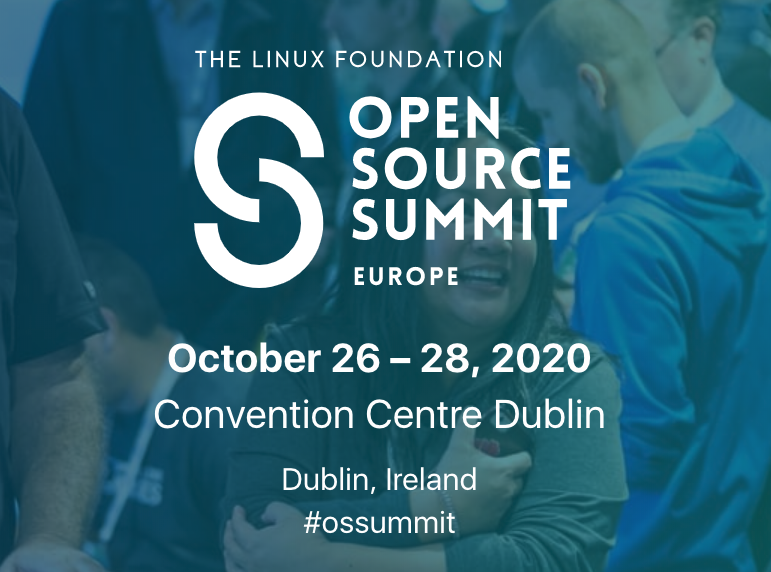 THE LINUX FOUNDATION
OPEN
SOURCE
SUMMIT
EUROPE
October 26 – 28, 2020
Convention Centre Dublin
Dublin, Ireland
#ossummit